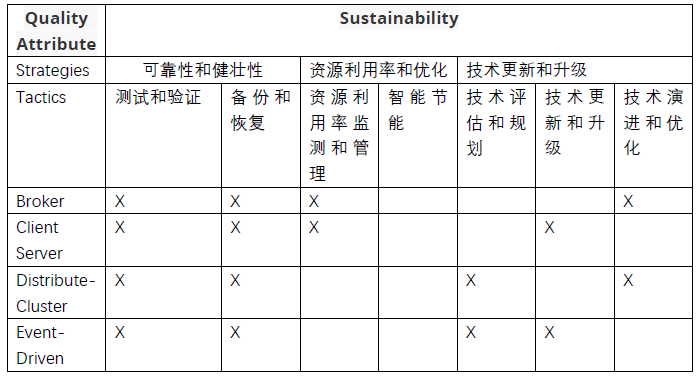 Quality Attribute Sustainability
Strategies 可靠性和健壮性 资源利用率和优化 技术更新和升级
Tactics 测试和验证 备份和恢复 资源利用率监测和管理 智能节能 技术评估和规划 技术更新和升级 技术演进和优化
Broker X X X X
Client Server X X X X
Distribute-Cluster X X X X
Event-Driven X X X X